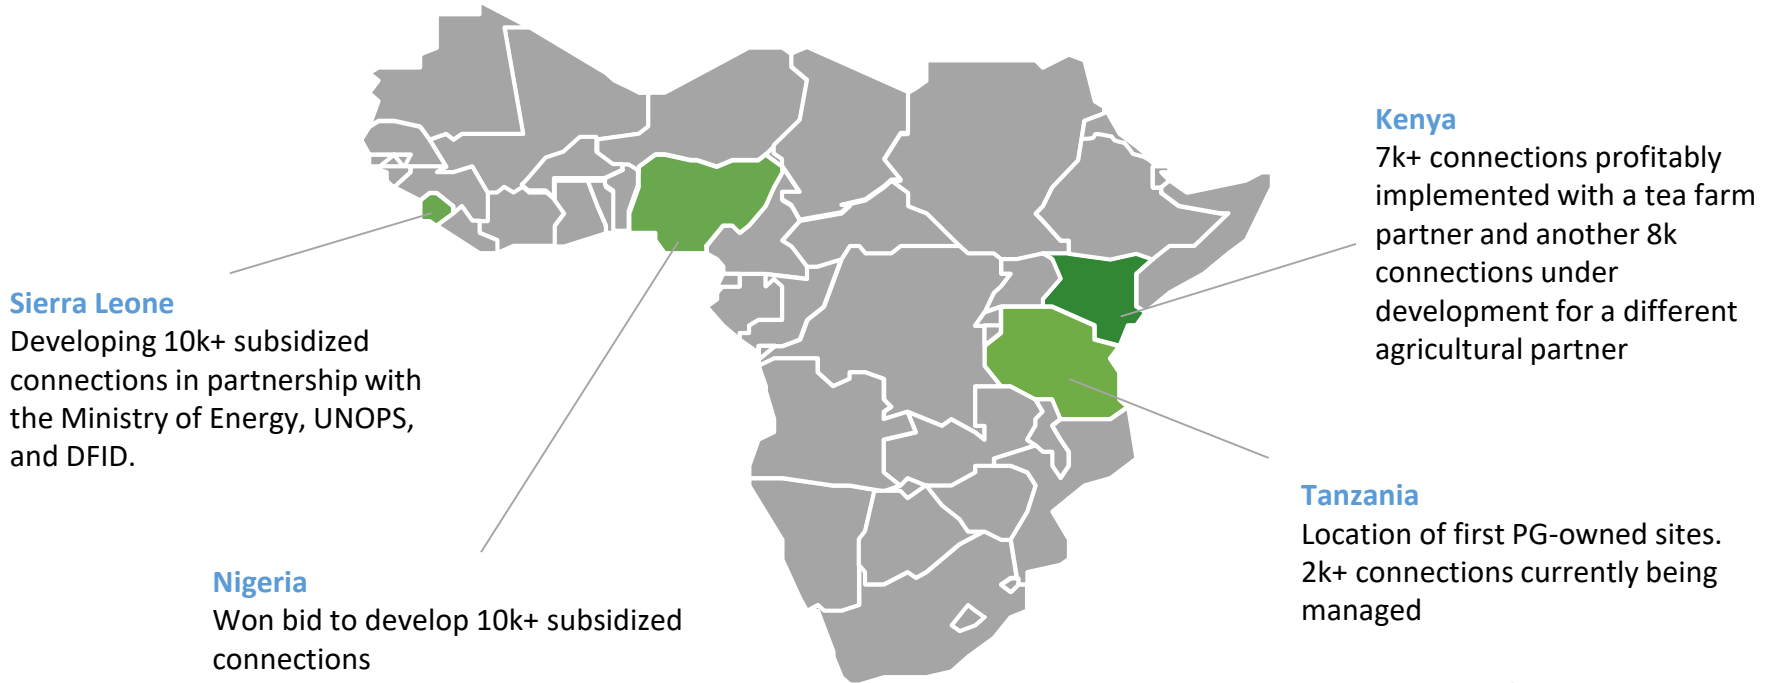 Kenya
7k+ connections profitably
implemented with a tea farm
partner and another 8k
connections under
development for a different
agricultural partner
Sierra Leone
Developing 10k+ subsidized
connections in partnership with
the Ministry of Energy, UNOPS,
and DFID.
Tanzania
Location of first PG-owned sites.
2k+ connections currently being
managed
Nigeria
Won bid to develop 10k+ subsidized
connections